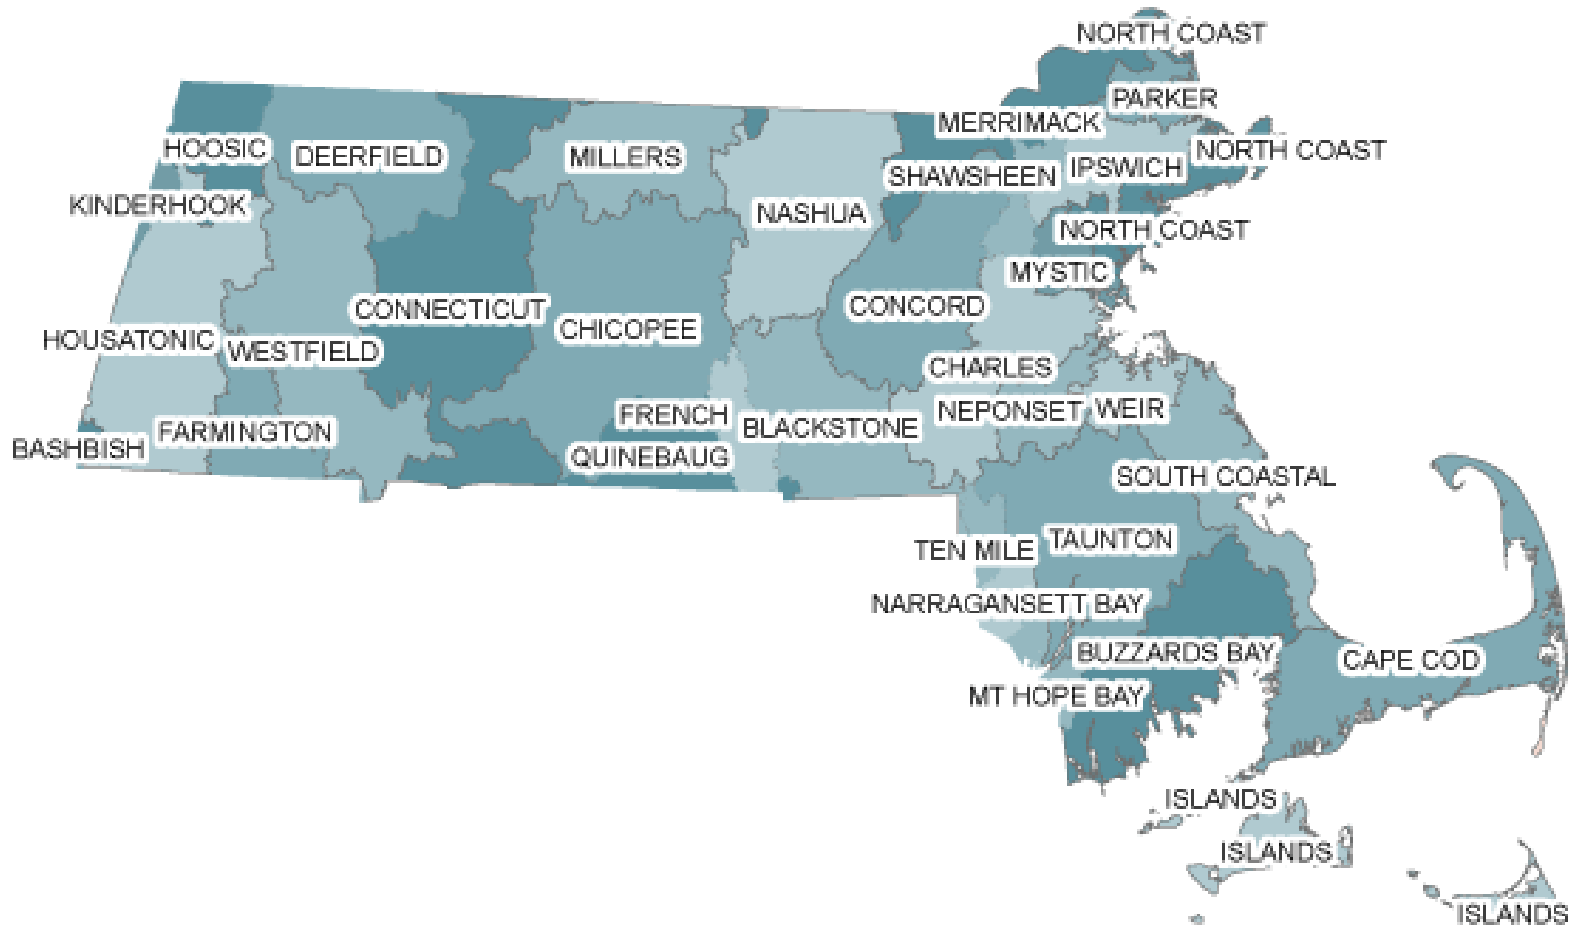 NORTH COAST
PARKER
MERRIMACK
HOOSIC
DEERFIELD
MILLERS
SHAWSHEEN
IPSWICH
NORTH COAST
KINDERHOOK
NASHUA
NORTH COAST
MYSTIC
CONNECTICUT
CHICOPEE
CONCORD
HOUSATONIC
WESTFIELD
CHARLES
FRENCH
BLACKSTONE
NEPONSET
WEIR
BASHBISH
FARMINGTON
QUINEBAUG
SOUTH COASTAL
TEN MILE
TAUNTON
NARRAGANSETT BAY
BUZZARDS BAY
CAPE COD
MT HOPE BAY
ISLANDS
ISLANDS
ISLANDS